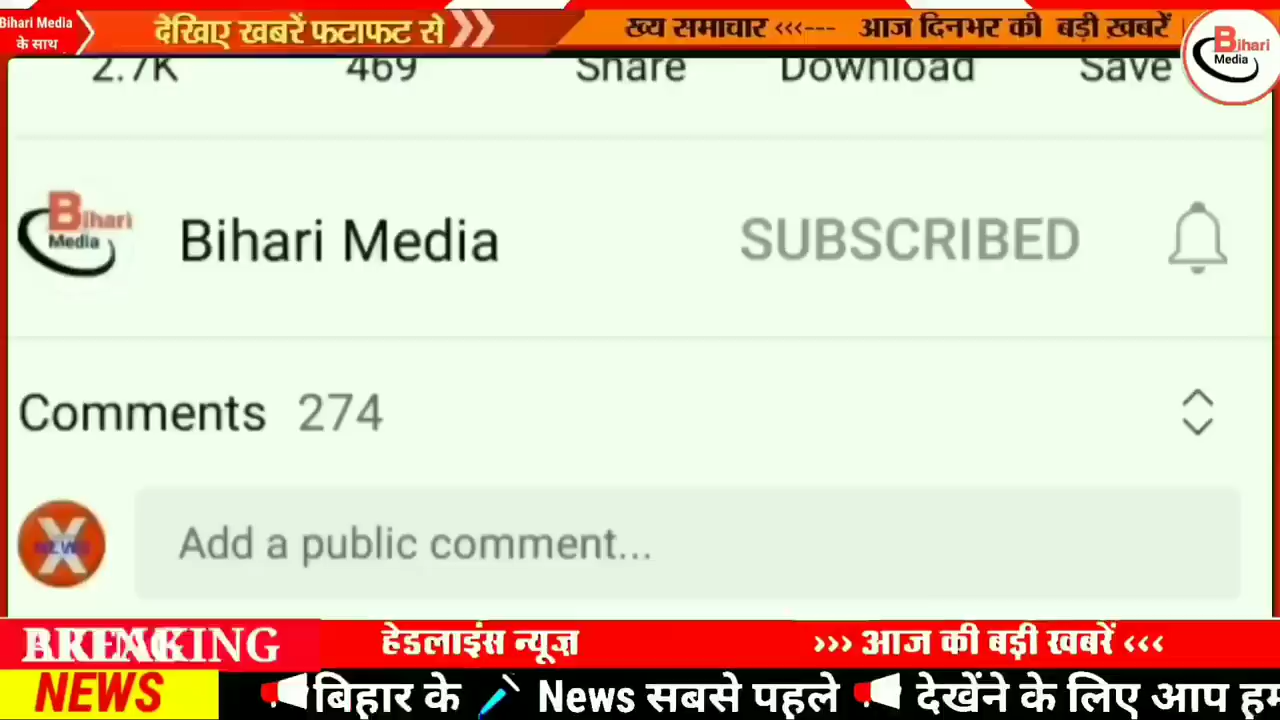 Bihari Media
के साथ
देखिए खबरें फटाफट से
ख्य समाचार <<<--- आज दिनभर की बड़ी ख़बरें
Bihari
Media
2.7K 469 Share Download Save
Bihari
Media
Bihari Media SUBSCRIBED
Comments 274
NEWS
Add a public comment...
BREAKING
हेडलाइंस न्यूज़ >>> आज की बड़ी खबरें <<<
NEWS
बिहार के News सबसे पहले देखेंने के लिए आप हम